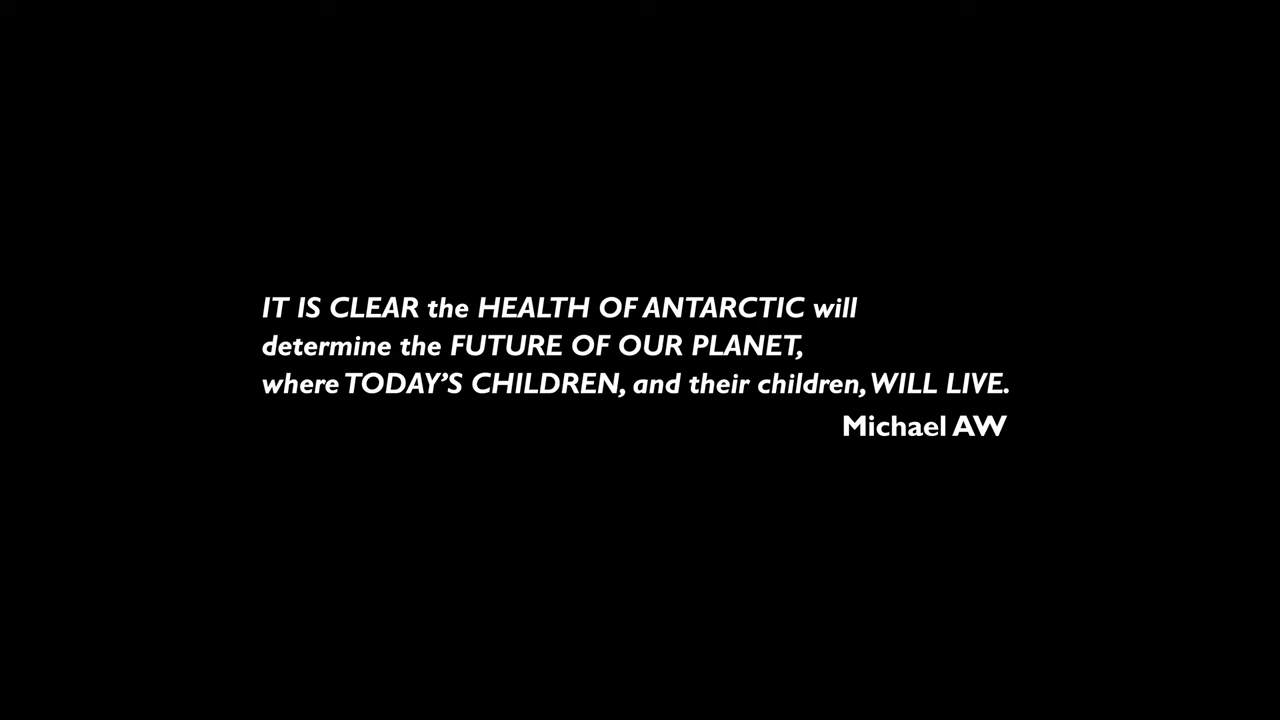 IT IS CLEAR the HEALTH OF ANTARCTIC will
determine the FUTURE OF OUR PLANET,
where TODAY’S CHILDREN, and their children, WILL LIVE.
Michael AW